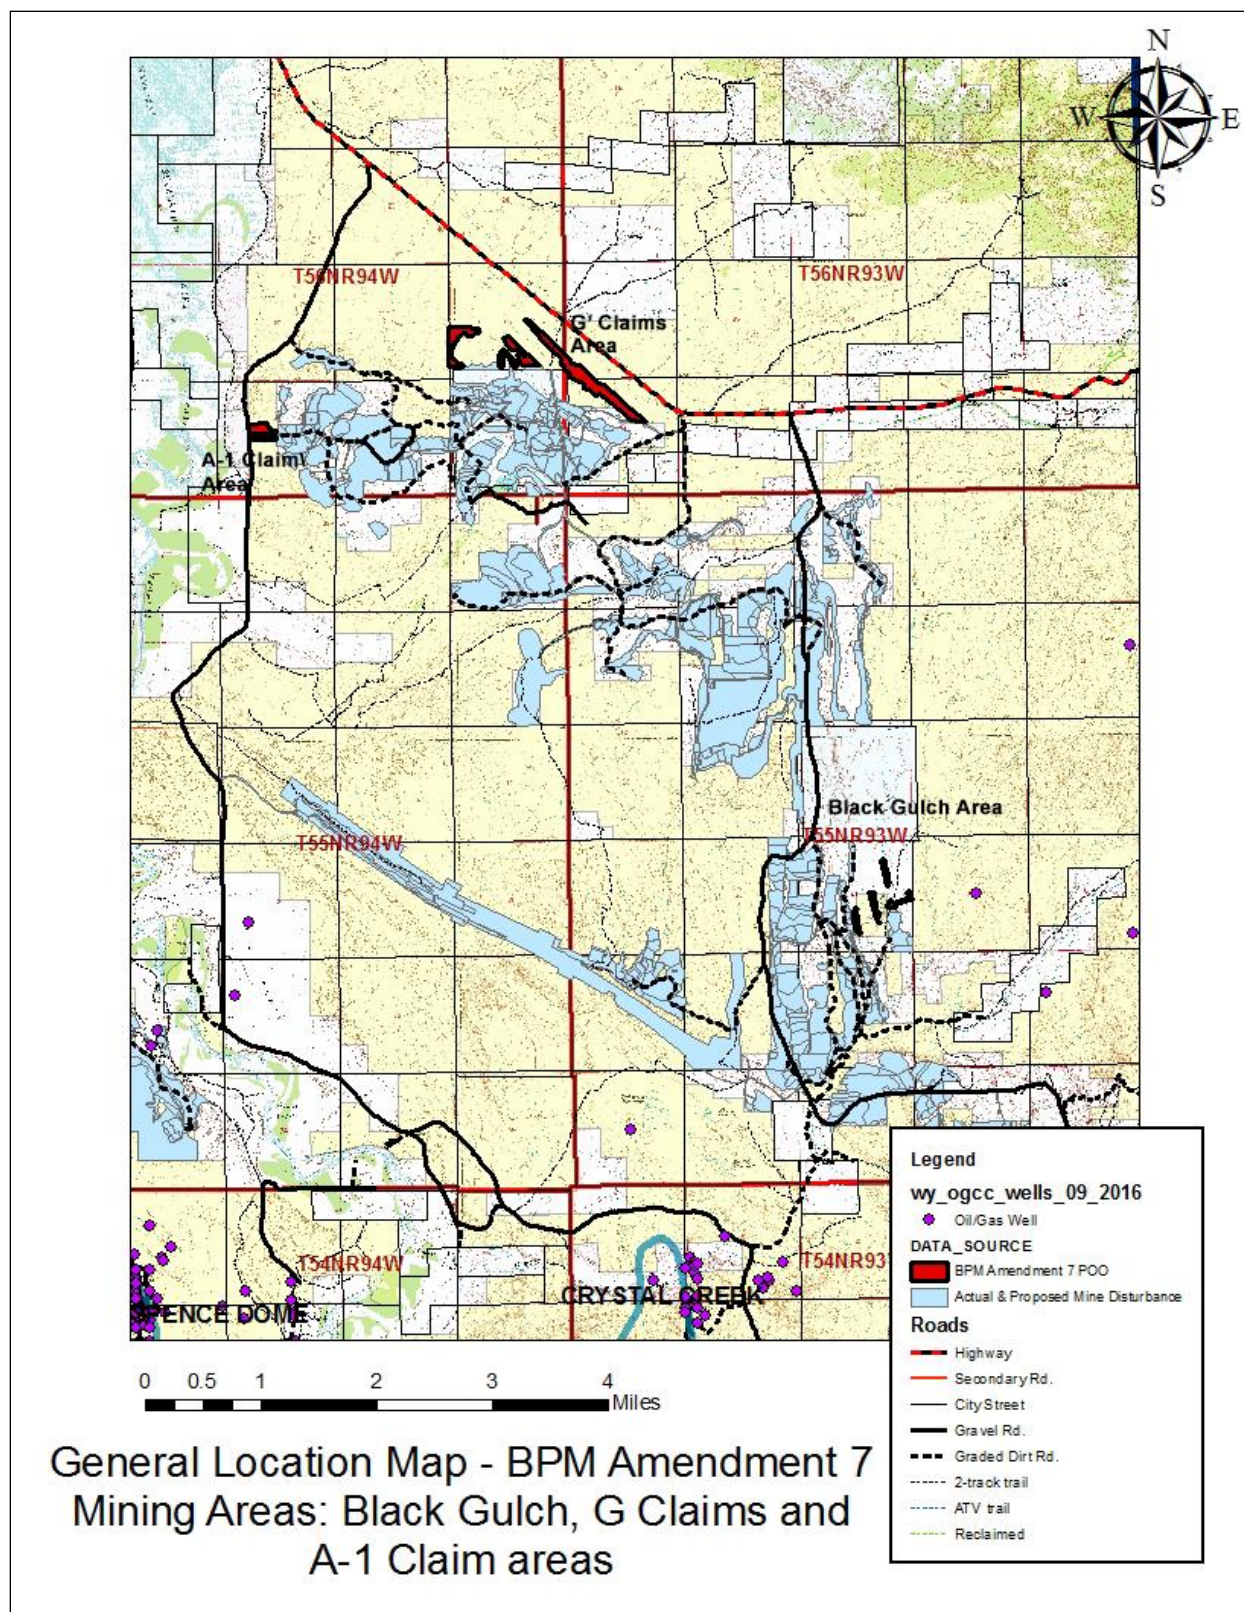 N
W
E
S
T56NR94W
T56NR93W
G' Claims
Area
A-1 Claim\
Area
Black Gulch Area
T55NR93W
T55NR94W
T54NR94W
T54NR93
CRYSTAL CREEK
SPENCE DOME
Legend
wy_ogcc_wells_09_2016
Oil/Gas Well
DATA_SOURCE
BPM Amendment 7 POO
Actual & Proposed Mine Disturbance
Roads
Highway
Secondary Rd.
City Street
Gravel Rd.
Graded Dirt Rd.
2-track trail
ATV trail
Reclaimed
0 0.5 1 2 3 4
Miles
General Location Map - BPM Amendment 7
Mining Areas: Black Gulch, G Claims and
A-1 Claim areas